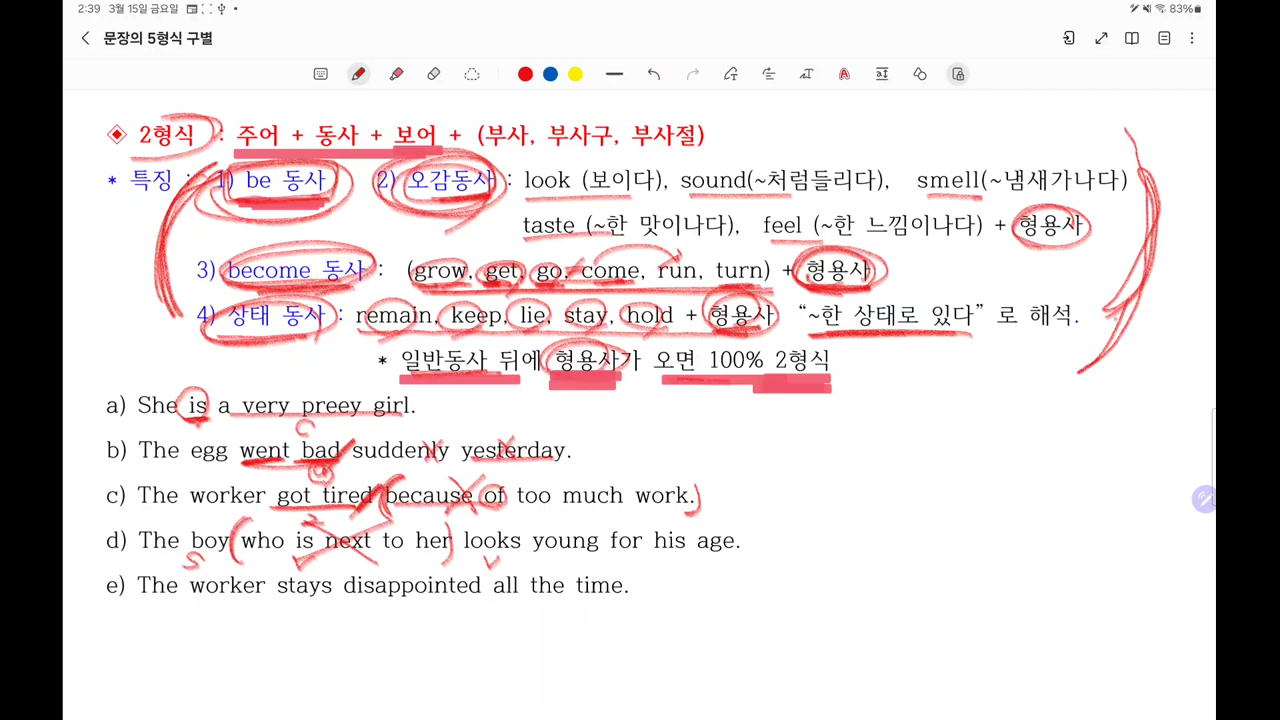 2:39 3월 15일 금요일 83%
문장의 5형식 구별
◈ 2형식 : 주어 + 동사 + 보어 + (부사, 부사구, 부사절)
* 특징 : 1) be 동사 2) 오감동사 : look (보이다), sound(~처럼들리다), smell(~냄새가나다)
taste (~한 맛이나다), feel (~한 느낌이나다) + 형용사
3) become 동사 : (grow, get, go, come, run, turn) + 형용사
4) 상태 동사 : remain, keep, lie, stay, hold + 형용사 “~한 상태로 있다” 로 해석.
* 일반동사 뒤에 형용사가 오면 100% 2형식
a) She is a very preey girl.
C
b) The egg went bad suddenly yesterday.
c) The worker got tired because of too much work.
d) The boy who is next to her looks young for his age.
S V
e) The worker stays disappointed all the time.